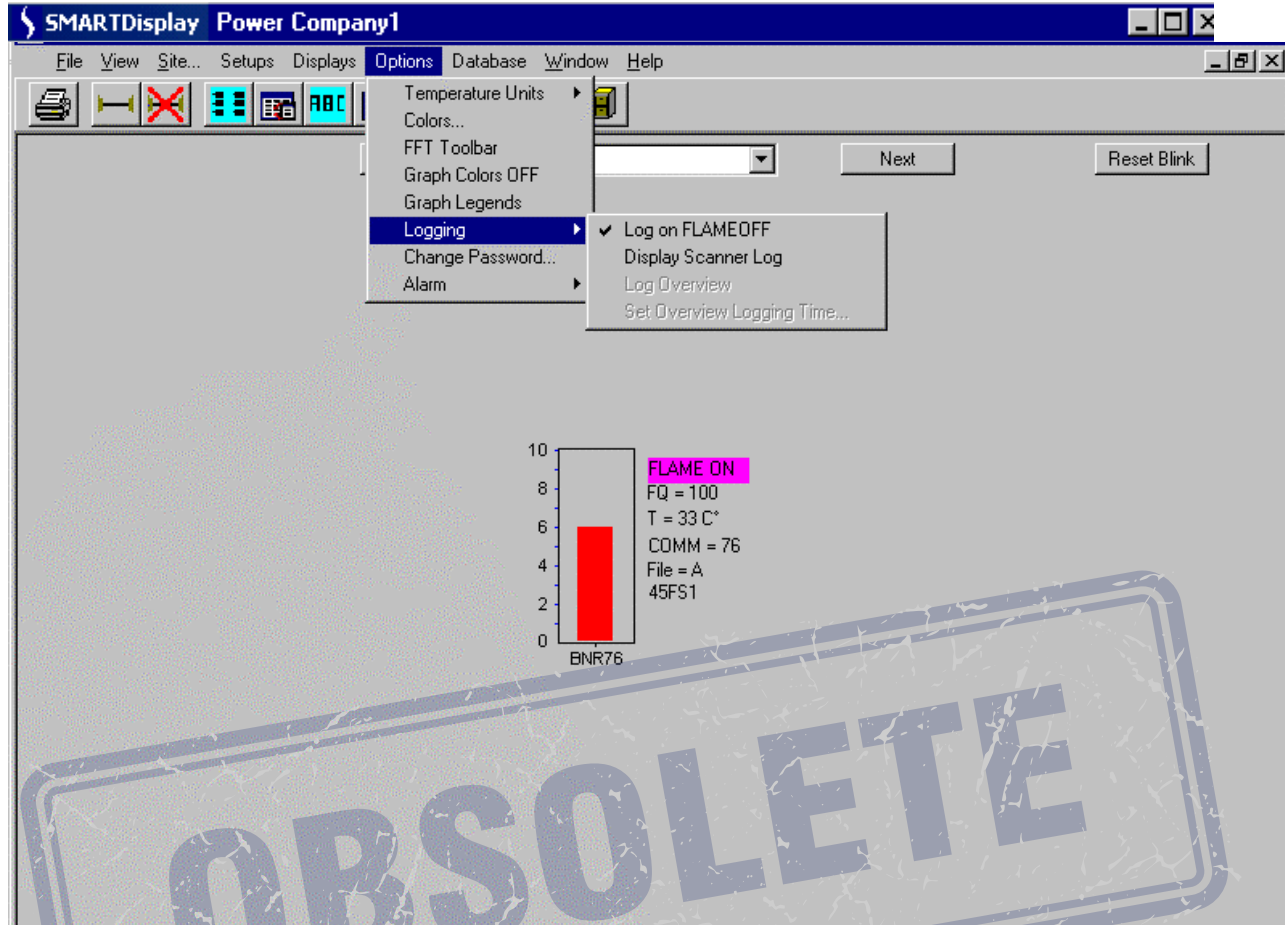 SMARTDisplay Power Company1
File View Site... Setups Displays Options Database Window Help
ABC
Temperature Units
Colors...
FFT Toolbar
Graph Colors OFF
Graph Legends
Logging
Change Password...
Alarm
Next
Reset Blink
✔ Log on FLAMEOFF
Display Scanner Log
Log Overview
Set Overview Logging Time...
10
8
6
4
2
0
BNR76
FLAME ON
FQ = 100
T = 33 C°
COMM = 76
File = A
45FS1
OBSOLETE